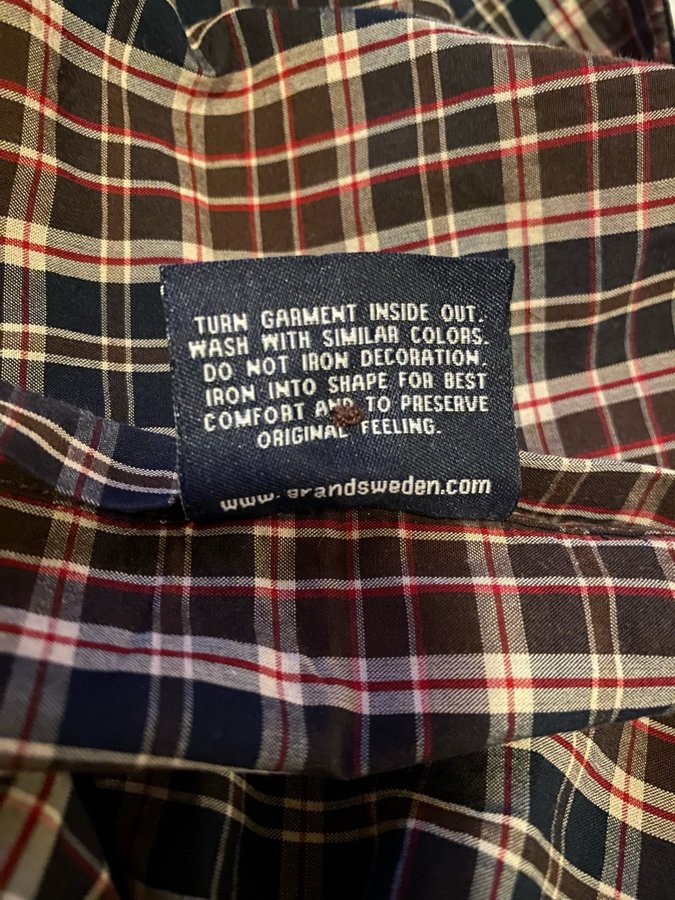 TURN GARMENT INSIDE OUT.
WASH WITH SIMILAR COLORS.
DO NOT IRON DECORATION.
IRON INTO SHAPE FOR BEST
COMFORT AND TO PRESERVE
ORIGINAL FEELING.